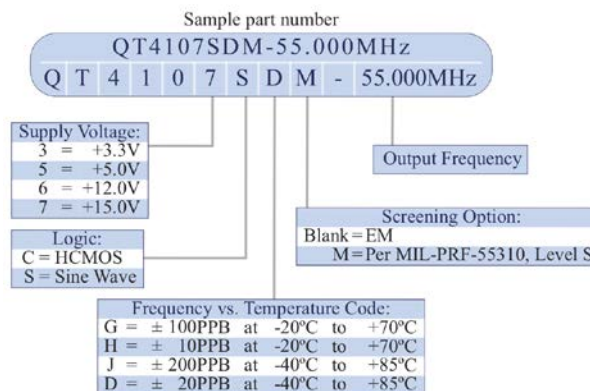 Sample part number
QT4107SDM-55.000MHz
Q T 4 1 0 7 S D M - 55.000MHz
Supply Voltage:
3 = +3.3V
5 = +5.0V
6 = +12.0V
7 = +15.0V
Output Frequency
Screening Option:
Blank = EM
M = Per MIL-PRF-55310, Level S
Logic:
C = HCMOS
S = Sine Wave
Frequency vs. Temperature Code:
G = ± 100PPB at -20ºC to +70ºC
H = ± 10PPB at -20ºC to +70ºC
J = ± 200PPB at -40ºC to +85ºC
D = ± 20PPB at -40ºC to +85ºC